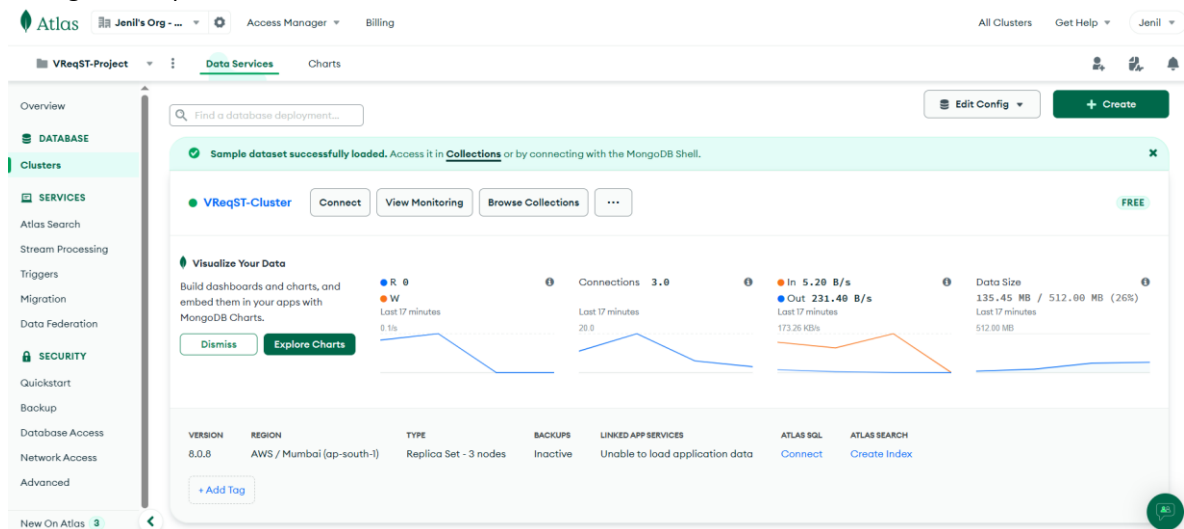 Atlas Jenil's Org - ... Access Manager Billing All Clusters Get Help Jenil
VReqST-Project Data Services Charts
Overview
DATABASE
Clusters
SERVICES
Atlas Search
Stream Processing
Triggers
Migration
Data Federation
SECURITY
Quickstart
Backup
Database Access
Network Access
Advanced
New On Atlas 3
Find a database deployment...
Edit Config + Create
Sample dataset successfully loaded. Access it in Collections or by connecting with the MongoDB Shell.
VReqST-Cluster Connect View Monitoring Browse Collections ... FREE
Visualize Your Data
Build dashboards and charts, and
embed them in your apps with
MongoDB Charts.
Dismiss Explore Charts
R 0
W
Last 17 minutes
0.1/s
Connections 3.0
Last 17 minutes
20.0
In 5.20 B/s
Out 231.40 B/s
Last 17 minutes
173.26 KB/s
Data Size
135.45 MB / 512.00 MB (26%)
Last 17 minutes
512.00 MB
VERSION REGION TYPE BACKUPS LINKED APP SERVICES ATLAS SQL ATLAS SEARCH
8.0.8 AWS / Mumbai (ap-south-1) Replica Set - 3 nodes Inactive Unable to load application data Connect Create Index
+ Add Tag